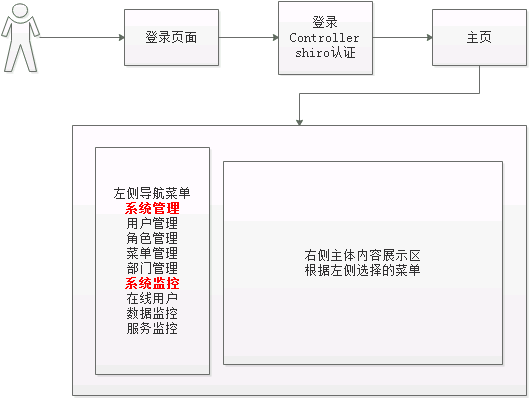 登录页面
登录
Controller
shiro认证
主页
左侧导航菜单
系统管理
用户管理
角色管理
菜单管理
部门管理
系统监控
在线用户
数据监控
服务监控
右侧主体内容展示区
根据左侧选择的菜单